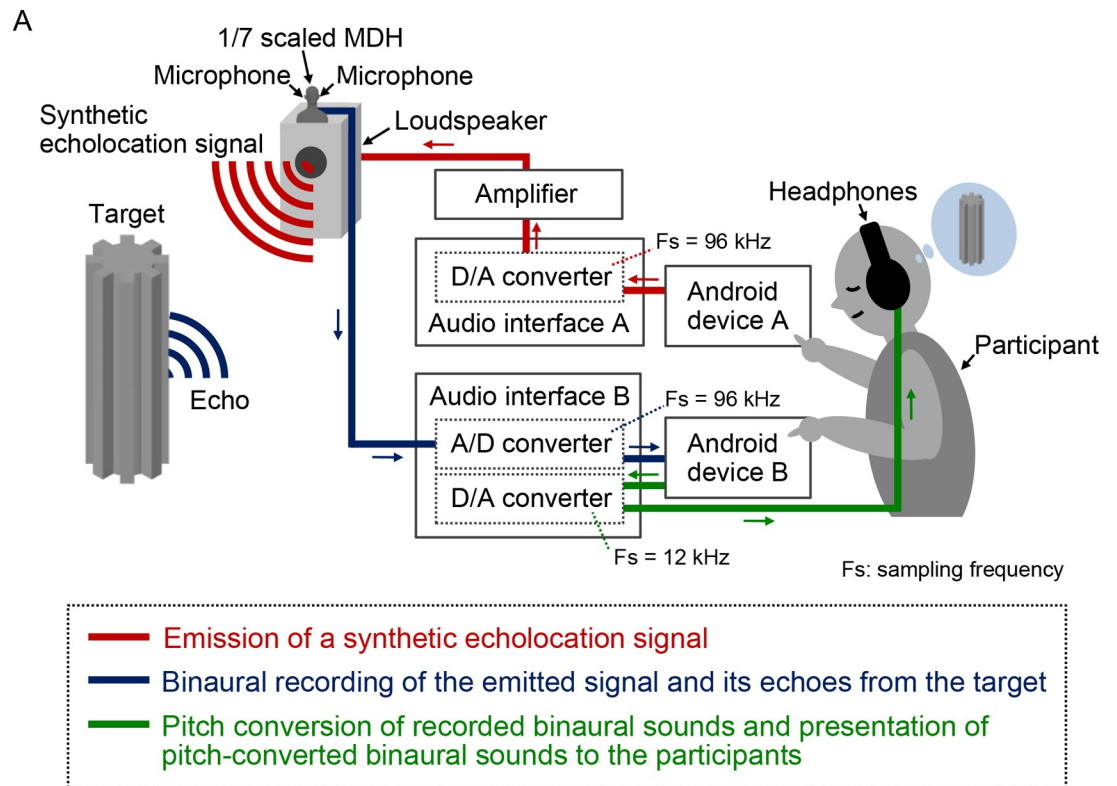 A
1/7 scaled MDH
Microphone
Microphone
Synthetic
echolocation signal
Loudspeaker
Target
Amplifier
Headphones
Fs = 96 kHz
D/A converter
Audio interface A
Android
device A
Participant
Echo
Audio interface B
Fs = 96 kHz
A/D converter
Android
device B
D/A converter
Fs = 12 kHz
Fs: sampling frequency
Emission of a synthetic echolocation signal
Binaural recording of the emitted signal and its echoes from the target
Pitch conversion of recorded binaural sounds and presentation of
pitch-converted binaural sounds to the participants